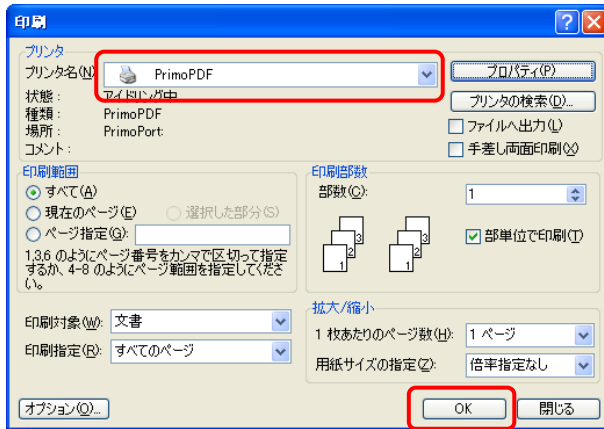 印刷
プリンタ
プリンタ名(N) PrimoPDF プロパティ(P)
状態： アイドリング中 プリンタの検索(D)...
種類： PrimoPDF ファイルへ出力(L)
場所： PrimoPort:
コメント： 手差し両面印刷(X)
印刷範囲 印刷部数
すべて(A) 部数(C): 1
現在のページ(E) 選択した部分(S)
ページ指定(G): 部単位で印刷(T)
1,3,6 のようにページ番号をカンマで区切って指定
するか、4-8 のようにページ範囲を指定してくださ
い。
3 3
2 2
1 1
拡大/縮小
印刷対象(W): 文書 1 枚あたりのページ数(H): 1 ページ
印刷指定(R): すべてのページ 用紙サイズの指定(Z): 倍率指定なし
オプション(O)... OK 閉じる